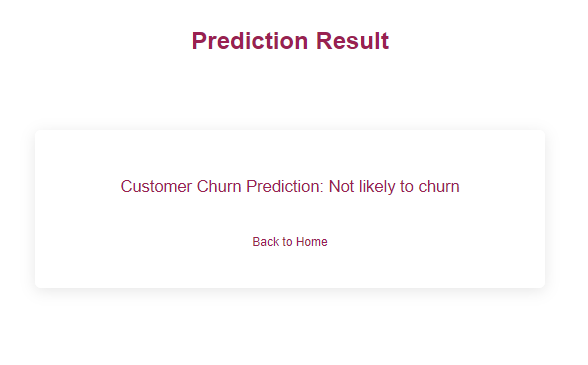 Prediction Result
Customer Churn Prediction: Not likely to churn
Back to Home